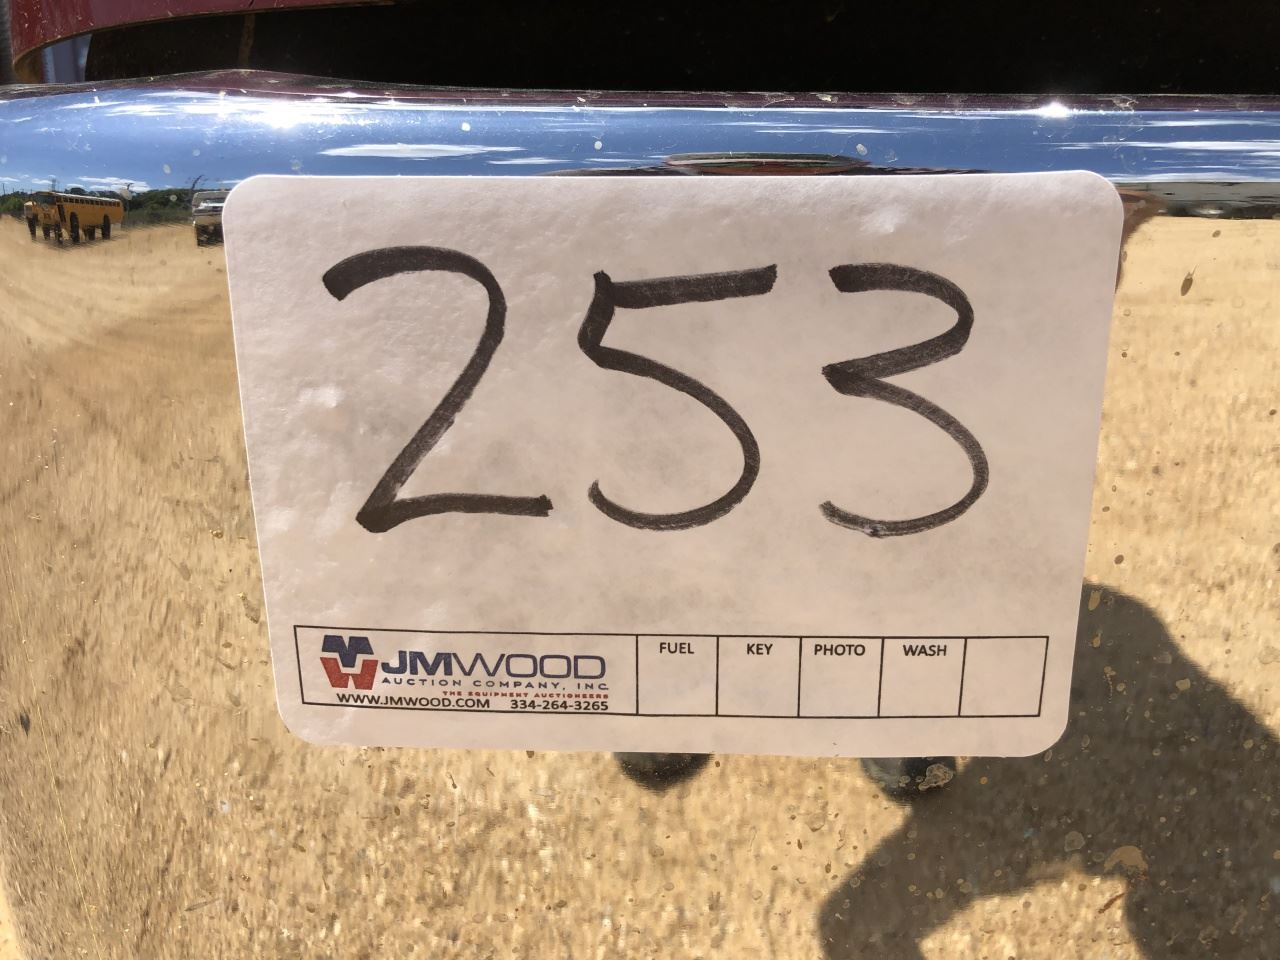 253
JMWOOD
AUCTION COMPANY, INC.
THE EQUIPMENT AUCTIONEERS
WWW.JMWOOD.COM 334-264-3265
FUEL KEY PHOTO WASH